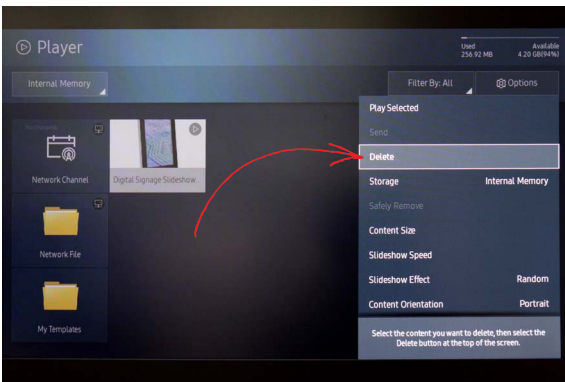 Player
Used
256.92 MB
Available
4.20 GB(94%)
Internal Memory
Filter By: All
Options
Play Selected
Send
Delete
Storage Internal Memory
Safely Remove
Content Size
Slideshow Speed
Slideshow Effect Random
Content Orientation Portrait
Select the content you want to delete, then select the
Delete button at the top of the screen.
Network Channel
Digital Signage Slideshow...
Network File
My Templates